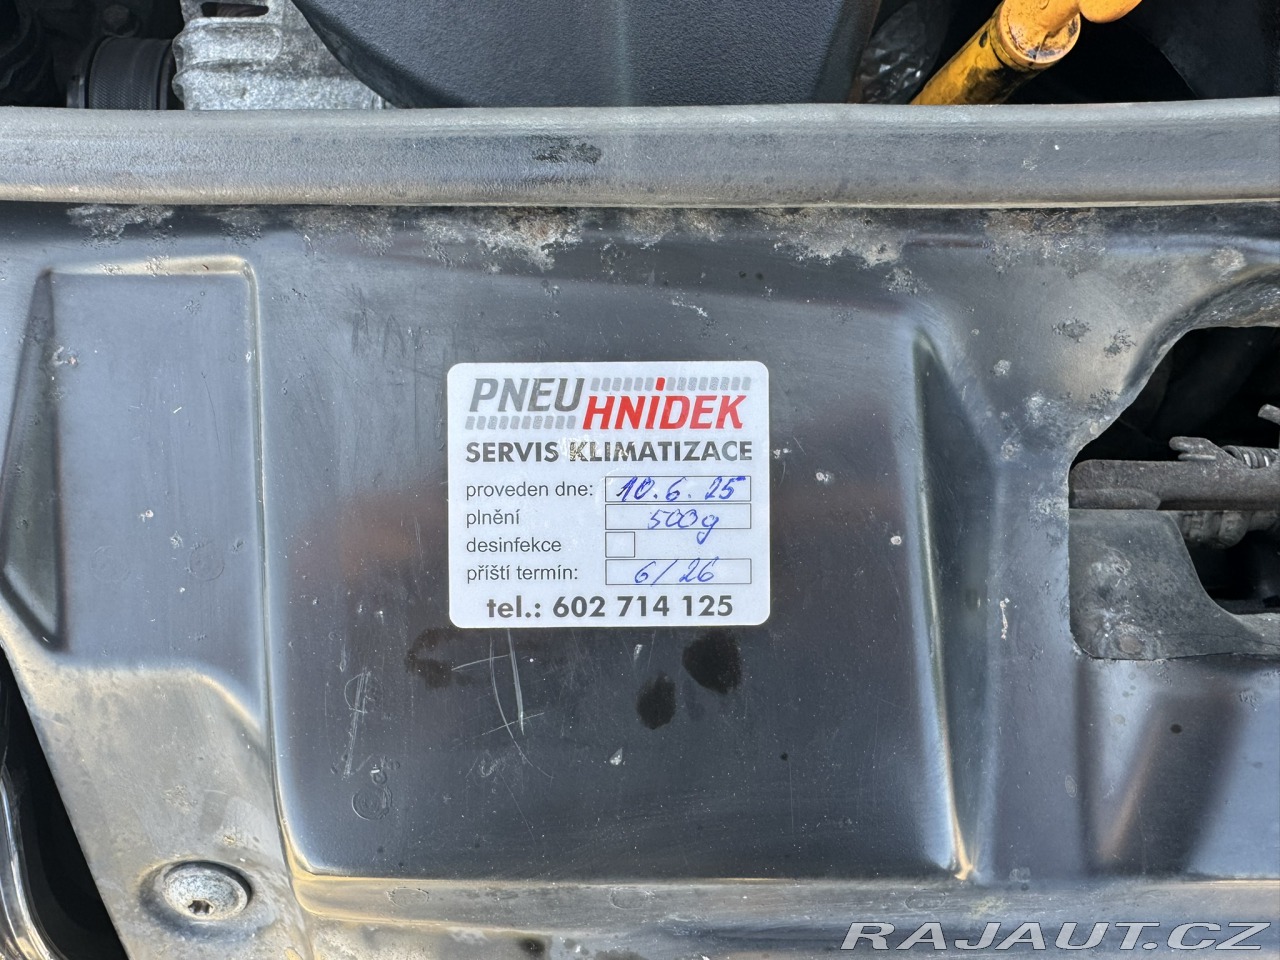 PNEU
HNÍDEK
SERVIS KLIMATIZACE
proveden dne: 10.6.25
plnění 500g
desinfekce
příští termín: 6/26
tel.: 602 714 125
RAJAUT.CZ